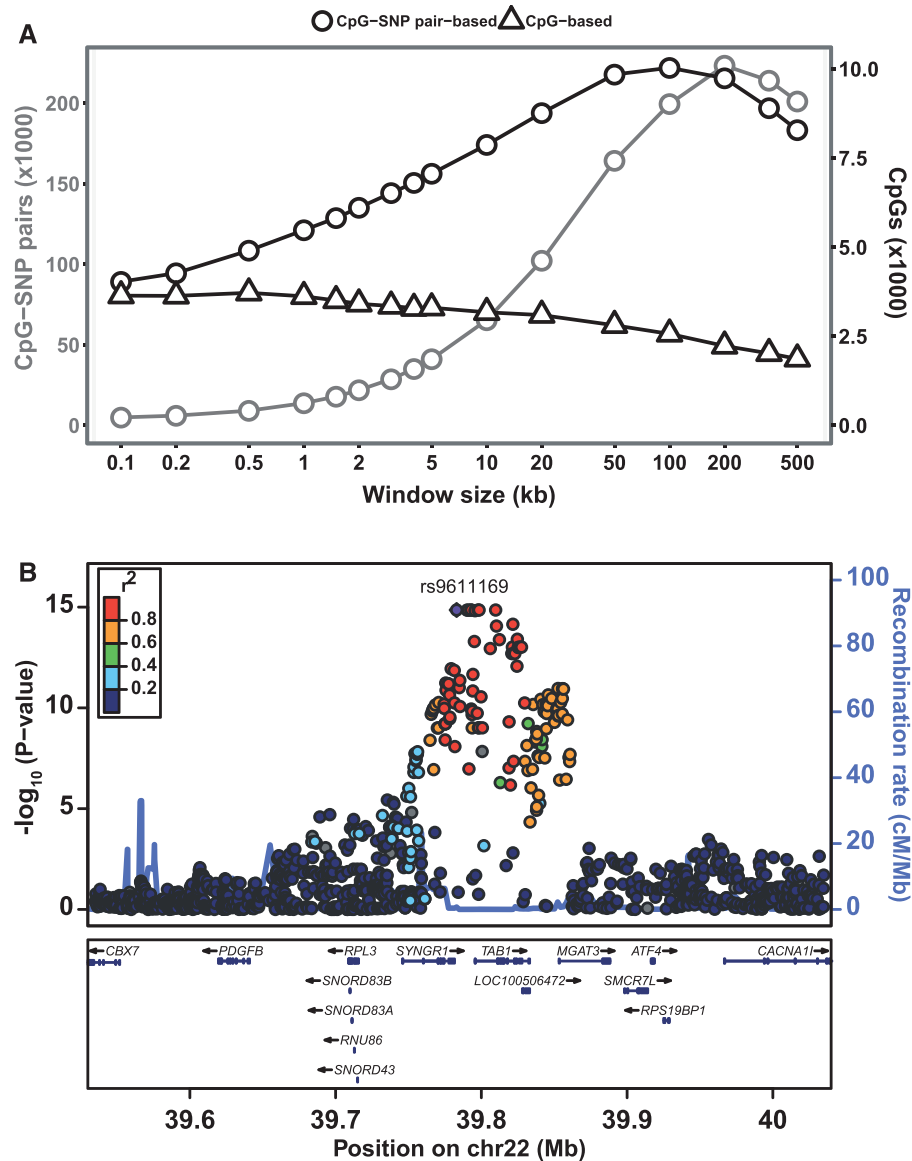 A
CpG−SNP pair−based CpG−based
CpG−SNP pairs (x1000)
200
150
100
50
0
10.0
7.5
5.0
2.5
0.0
CpGs (x1000)
0.1 0.2 0.5 1 2 5 10 20 50 100 200 500
Window size (kb)
B
r2
0.8
0.6
0.4
0.2
rs9611169
-log10 (P−value)
15
10
5
0
100
80
60
40
20
0
Recombination rate (cM/Mb)
CBX7 PDGFB RPL3 SYNGR1 TAB1 MGAT3 ATF4 CACNA1I
SNORD83B LOC100506472 SMCR7L
SNORD83A RPS19BP1
RNU86
SNORD43
39.6 39.7 39.8 39.9 40
Position on chr22 (Mb)